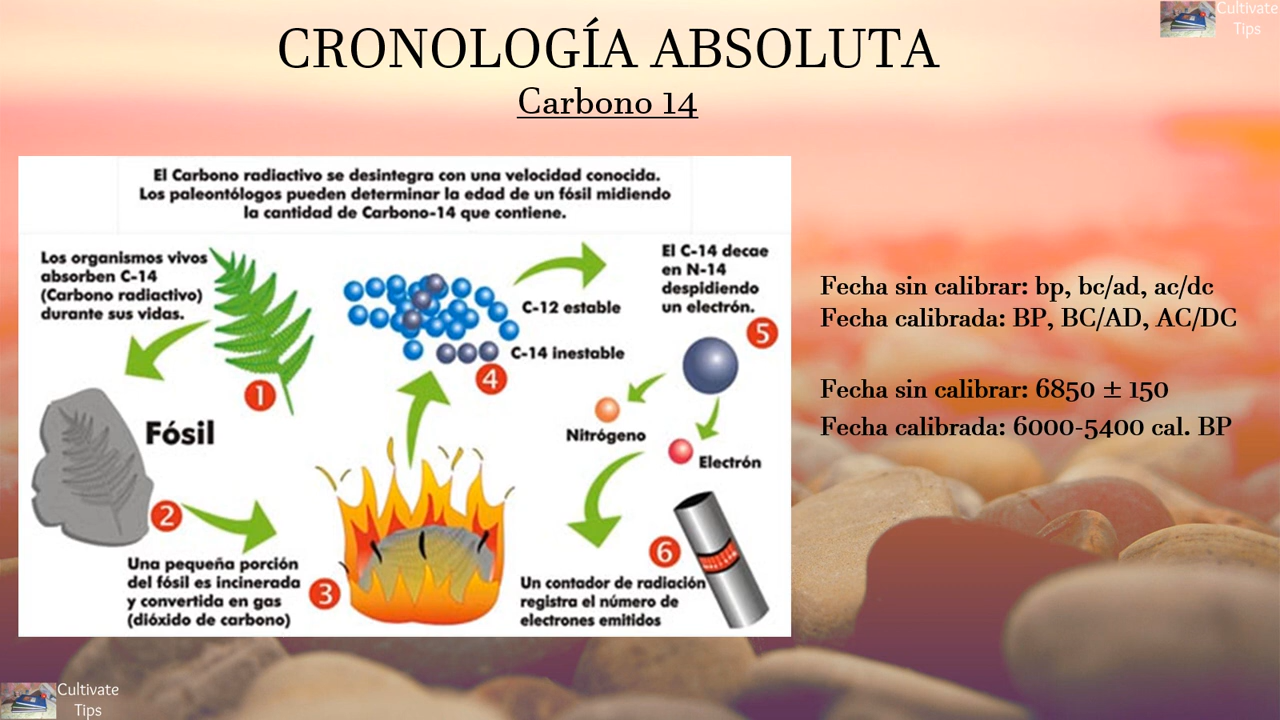 CRONOLOGÍA ABSOLUTA
Carbono 14
Cultivate
Tips
El Carbono radiactivo se desintegra con una velocidad conocida.
Los paleontólogos pueden determinar la edad de un fósil midiendo
la cantidad de Carbono-14 que contiene.
Los organismos vivos
absorben C-14
(Carbono radiactivo)
durante sus vidas.
1
Fósil
2
Una pequeña porción
del fósil es incinerada
y convertida en gas
(dióxido de carbono)
3
C-12 estable
C-14 inestable
4
El C-14 decae
en N-14
despidiendo
un electrón.
5
Nitrógeno
Electrón
6
Un contador de radiación
registra el número de
electrones emitidos
Fecha sin calibrar: bp, bc/ad, ac/dc
Fecha calibrada: BP, BC/AD, AC/DC
Fecha sin calibrar: 6850 ± 150
Fecha calibrada: 6000-5400 cal. BP
Cultivate
Tips